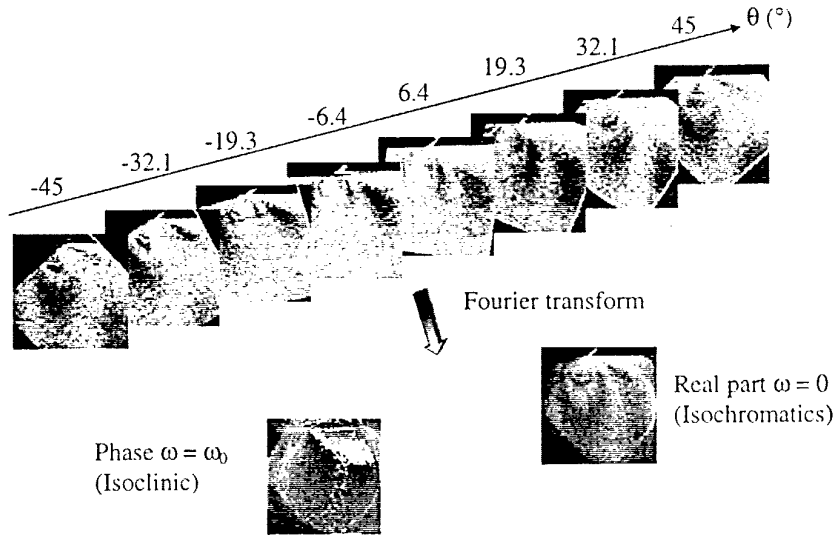 θ (°)
45
32.1
19.3
6.4
-6.4
-19.3
-32.1
-45
Fourier transform
Real part ω = 0
(Isochromatics)
Phase ω = ω₀
(Isoclinic)